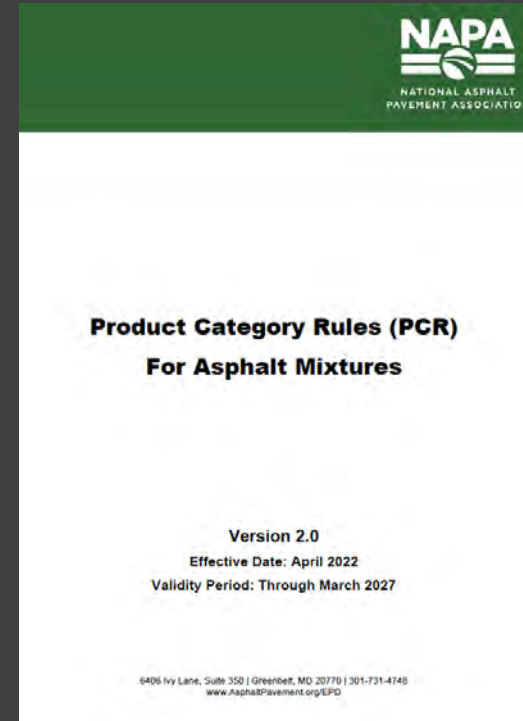 NAPA
NATIONAL ASPHALT
PAVEMENT ASSOCIATIO
Product Category Rules (PCR)
For Asphalt Mixtures
Version 2.0
Effective Date: April 2022
Validity Period: Through March 2027
6406 Ivy Lane, Suite 350 | Greenbelt, MD 20770 | 301-731-4748
www.AsphaltPavement.org/EPD